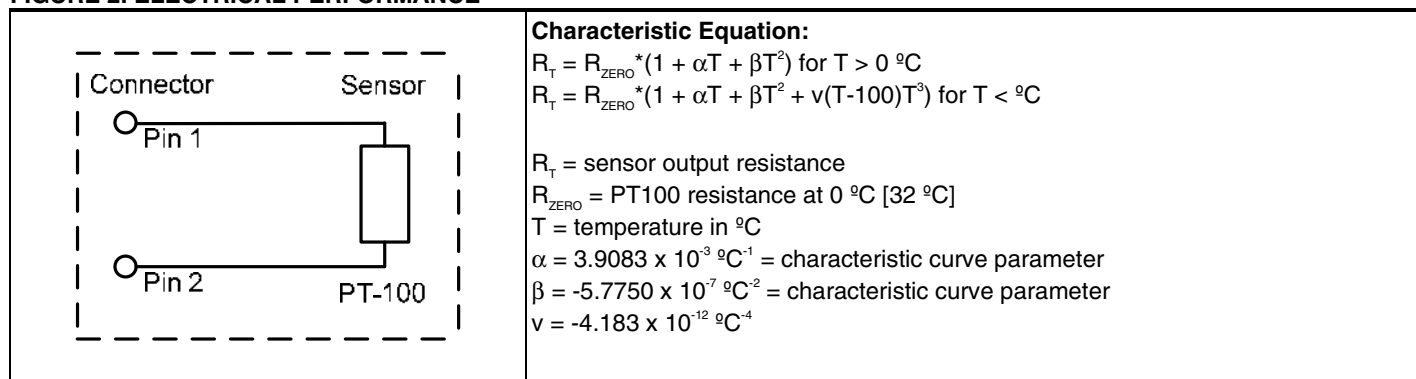 FIGURE 2. ELECTRICAL PERFORMANCE
Connector Sensor
Pin 1
Pin 2
PT-100
Characteristic Equation:
R_T = R_ZERO*(1 + αT + βT²) for T > 0 ºC
R_T = R_ZERO*(1 + αT + βT² + v(T-100)T³) for T < ºC
R_T = sensor output resistance
R_ZERO = PT100 resistance at 0 ºC [32 ºC]
T = temperature in ºC
α = 3.9083 x 10⁻³ ºC⁻¹ = characteristic curve parameter
β = -5.7750 x 10⁻⁷ ºC⁻² = characteristic curve parameter
v = -4.183 x 10⁻¹² ºC⁻⁴